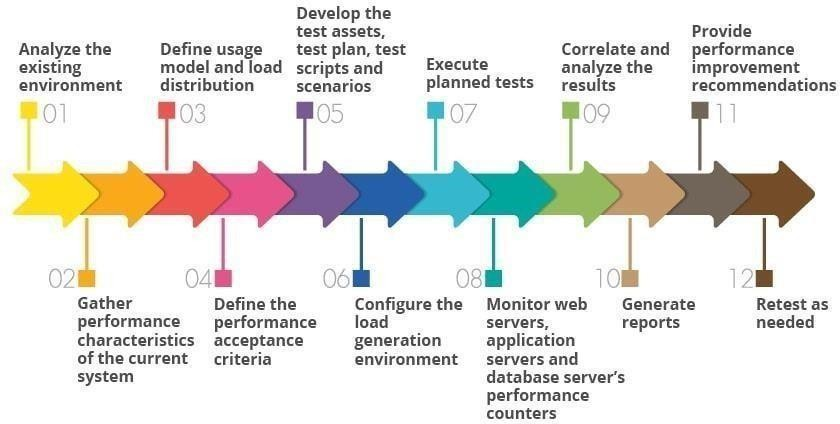 Analyze the
existing
environment
01
02
Gather
performance
characteristics
of the current
system
Define usage
model and load
distribution
03
04
Define the
performance
acceptance
criteria
Develop the
test assets,
test plan, test
scripts and
scenarios
05
06
Configure the
load
generation
environment
Execute
planned tests
07
08
Monitor web
servers,
application
servers and
database server's
performance
counters
Correlate and
analyze the
results
09
10
Generate
reports
Provide
performance
improvement
recommendations
11
12
Retest as
needed